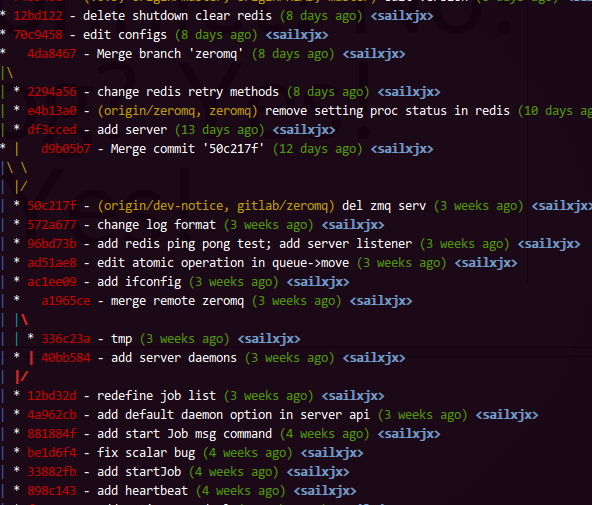 * 12bd122 - delete shutdown clear redis (8 days ago) <sailxjx>
* 70c9458 - edit configs (8 days ago) <sailxjx>
*   4da8467 - Merge branch 'zeromq' (8 days ago) <sailxjx>
|\
| * 2294a56 - change redis retry methods (8 days ago) <sailxjx>
| * e4b13a0 - (origin/zeromq, zeromq) remove setting proc status in redis (10 days ag
| * df3cced - add server (13 days ago) <sailxjx>
* |   d9b05b7 - Merge commit '50c217f' (12 days ago) <sailxjx>
|\ \
| |/
| * 50c217f - (origin/dev-notice, gitlab/zeromq) del zmq serv (3 weeks ago) <sailxjx>
| * 572a677 - change log format (3 weeks ago) <sailxjx>
| * 96bd73b - add redis ping pong test; add server listener (3 weeks ago) <sailxjx>
| * ad51ae8 - edit atomic operation in queue->move (3 weeks ago) <sailxjx>
| * ac1ee09 - add ifconfig (3 weeks ago) <sailxjx>
| *   a1965ce - merge remote zeromq (3 weeks ago) <sailxjx>
| |\
| | * 336c23a - tmp (3 weeks ago) <sailxjx>
| * | 40bb584 - add server daemons (3 weeks ago) <sailxjx>
| |/
| * 12bd32d - redefine job list (3 weeks ago) <sailxjx>
| * 4a962cb - add default daemon option in server api (3 weeks ago) <sailxjx>
| * 881884f - add start Job msg command (4 weeks ago) <sailxjx>
| * be1d6f4 - fix scalar bug (4 weeks ago) <sailxjx>
| * 33882fb - add startJob (4 weeks ago) <sailxjx>
| * 898c143 - add heartbeat (4 weeks ago) <sailxjx>